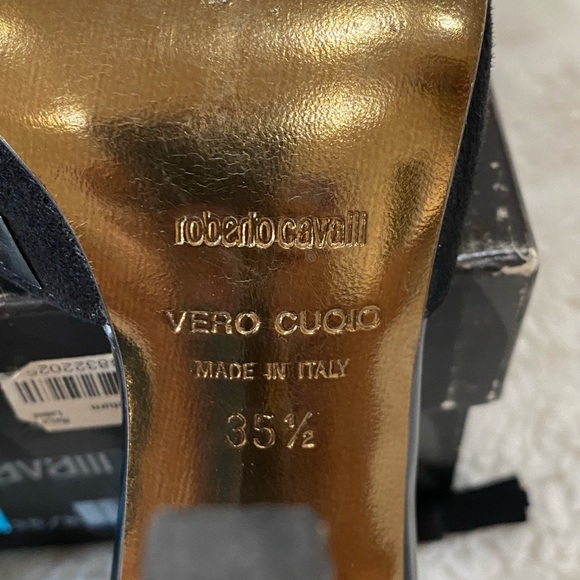 roberto cavalli
VERO CUOIO
MADE IN ITALY
35½